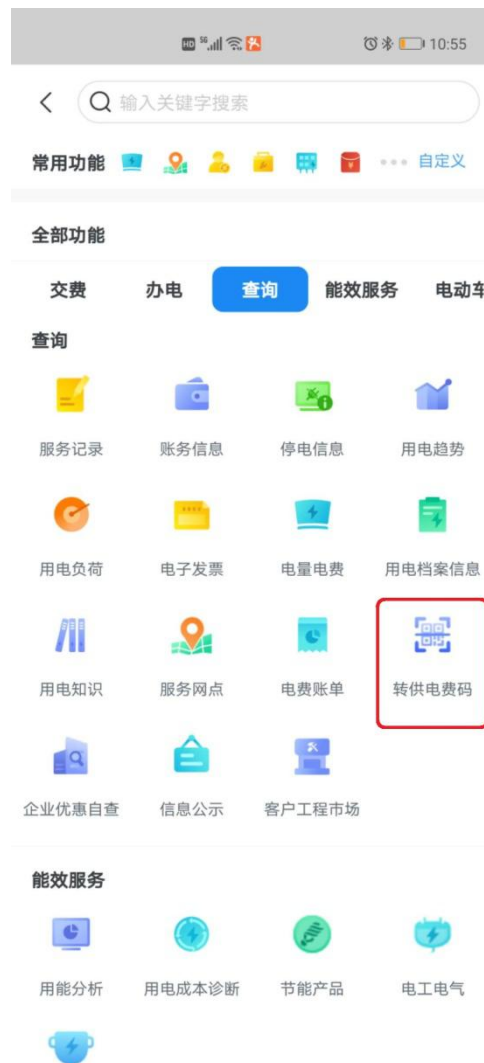 HD 5G 10:55
输入关键字搜索
常用功能 自定义
全部功能
交费 办电 查询 能效服务 电动车
查询
服务记录 账务信息 停电信息 用电趋势
用电负荷 电子发票 电量电费 用电档案信息
用电知识 服务网点 电费账单 转供电费码
企业优惠自查 信息公示 客户工程市场
能效服务
用能分析 用电成本诊断 节能产品 电工电气